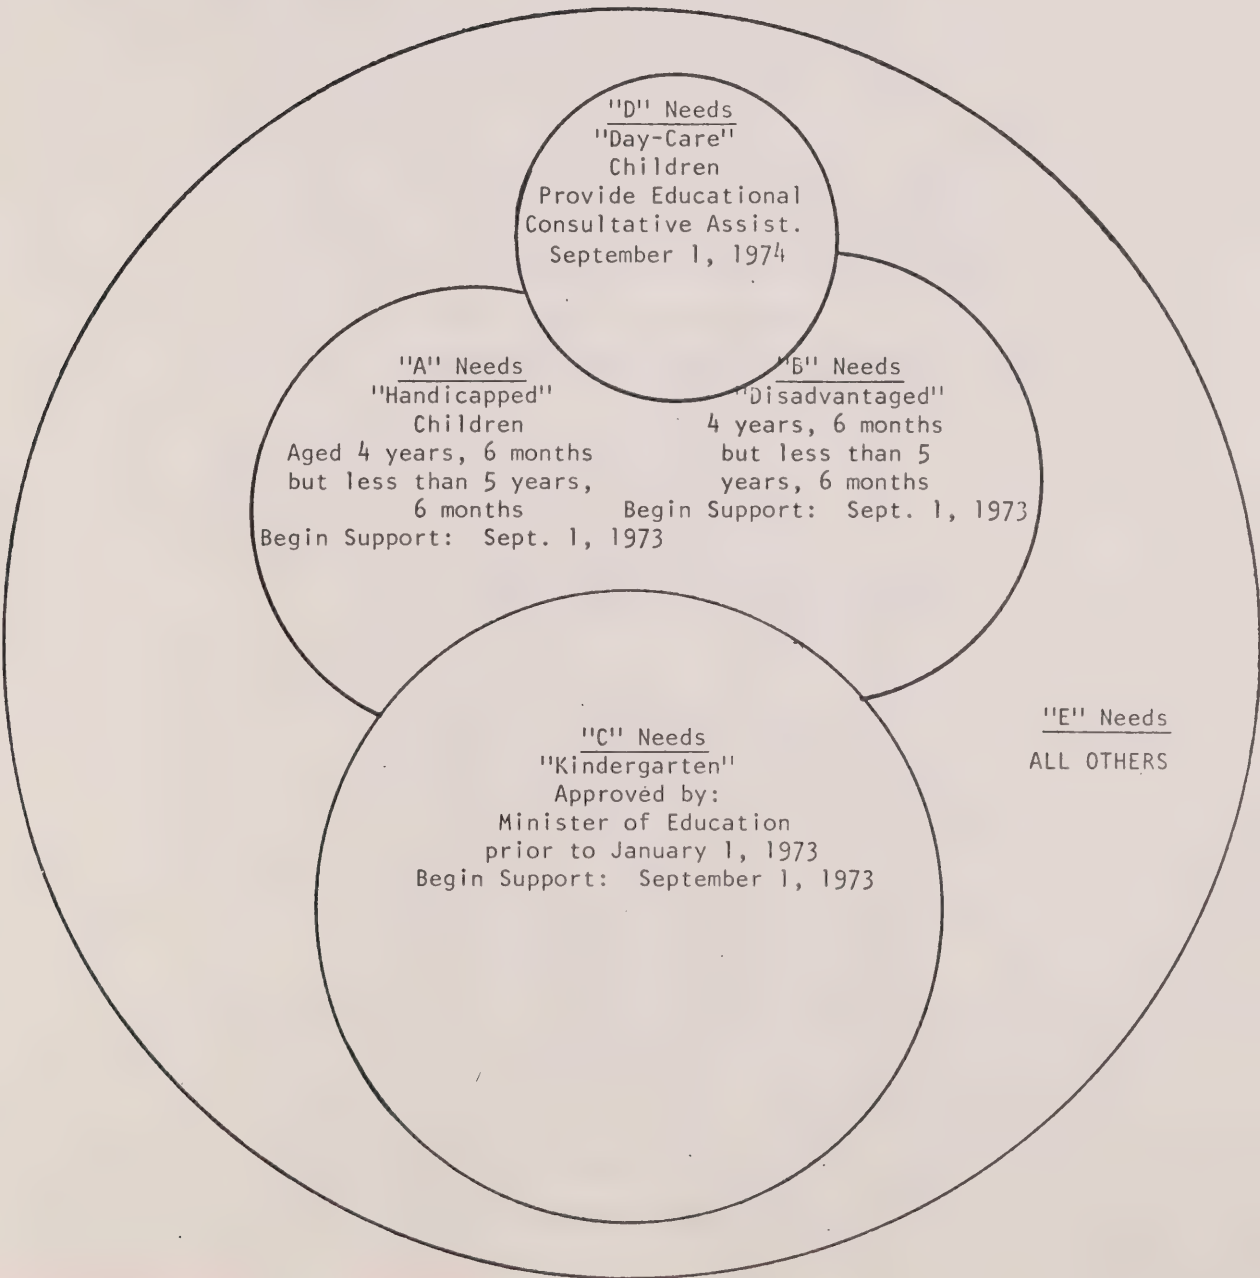 "D" Needs
"Day-Care"
Children
Provide Educational
Consultative Assist.
September 1, 1974
"A" Needs
"Handicapped"
Children
Aged 4 years, 6 months
but less than 5 years,
6 months
Begin Support: Sept. 1, 1973
"B" Needs
"Disadvantaged"
4 years, 6 months
but less than 5
years, 6 months
Begin Support: Sept. 1, 1973
"C" Needs
"Kindergarten"
Approved by:
Minister of Education
prior to January 1, 1973
Begin Support: September 1, 1973
"E" Needs
ALL OTHERS